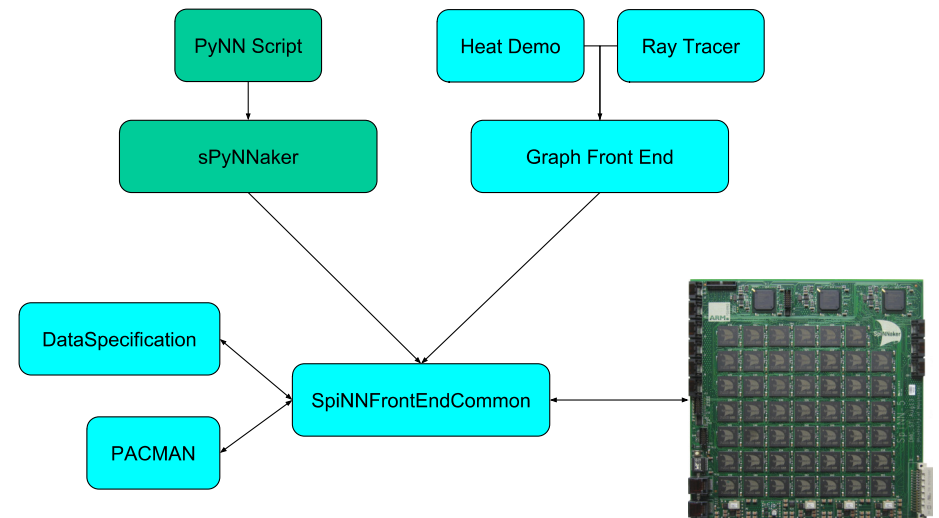 PyNN Script
Heat Demo
Ray Tracer
sPyNNaker
Graph Front End
DataSpecification
SpiNNFrontEndCommon
PACMAN
ARM
SpiNNaker